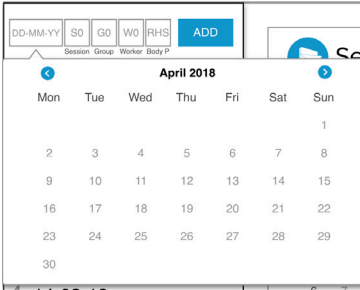 DD-MM-YY S0 G0 W0 RHS ADD
Session Group Worker Body P
Se
April 2018
Mon Tue Wed Thu Fri Sat Sun
1
2 3 4 5 6 7 8
9 10 11 12 13 14 15
16 17 18 19 20 21 22
23 24 25 26 27 28 29
30